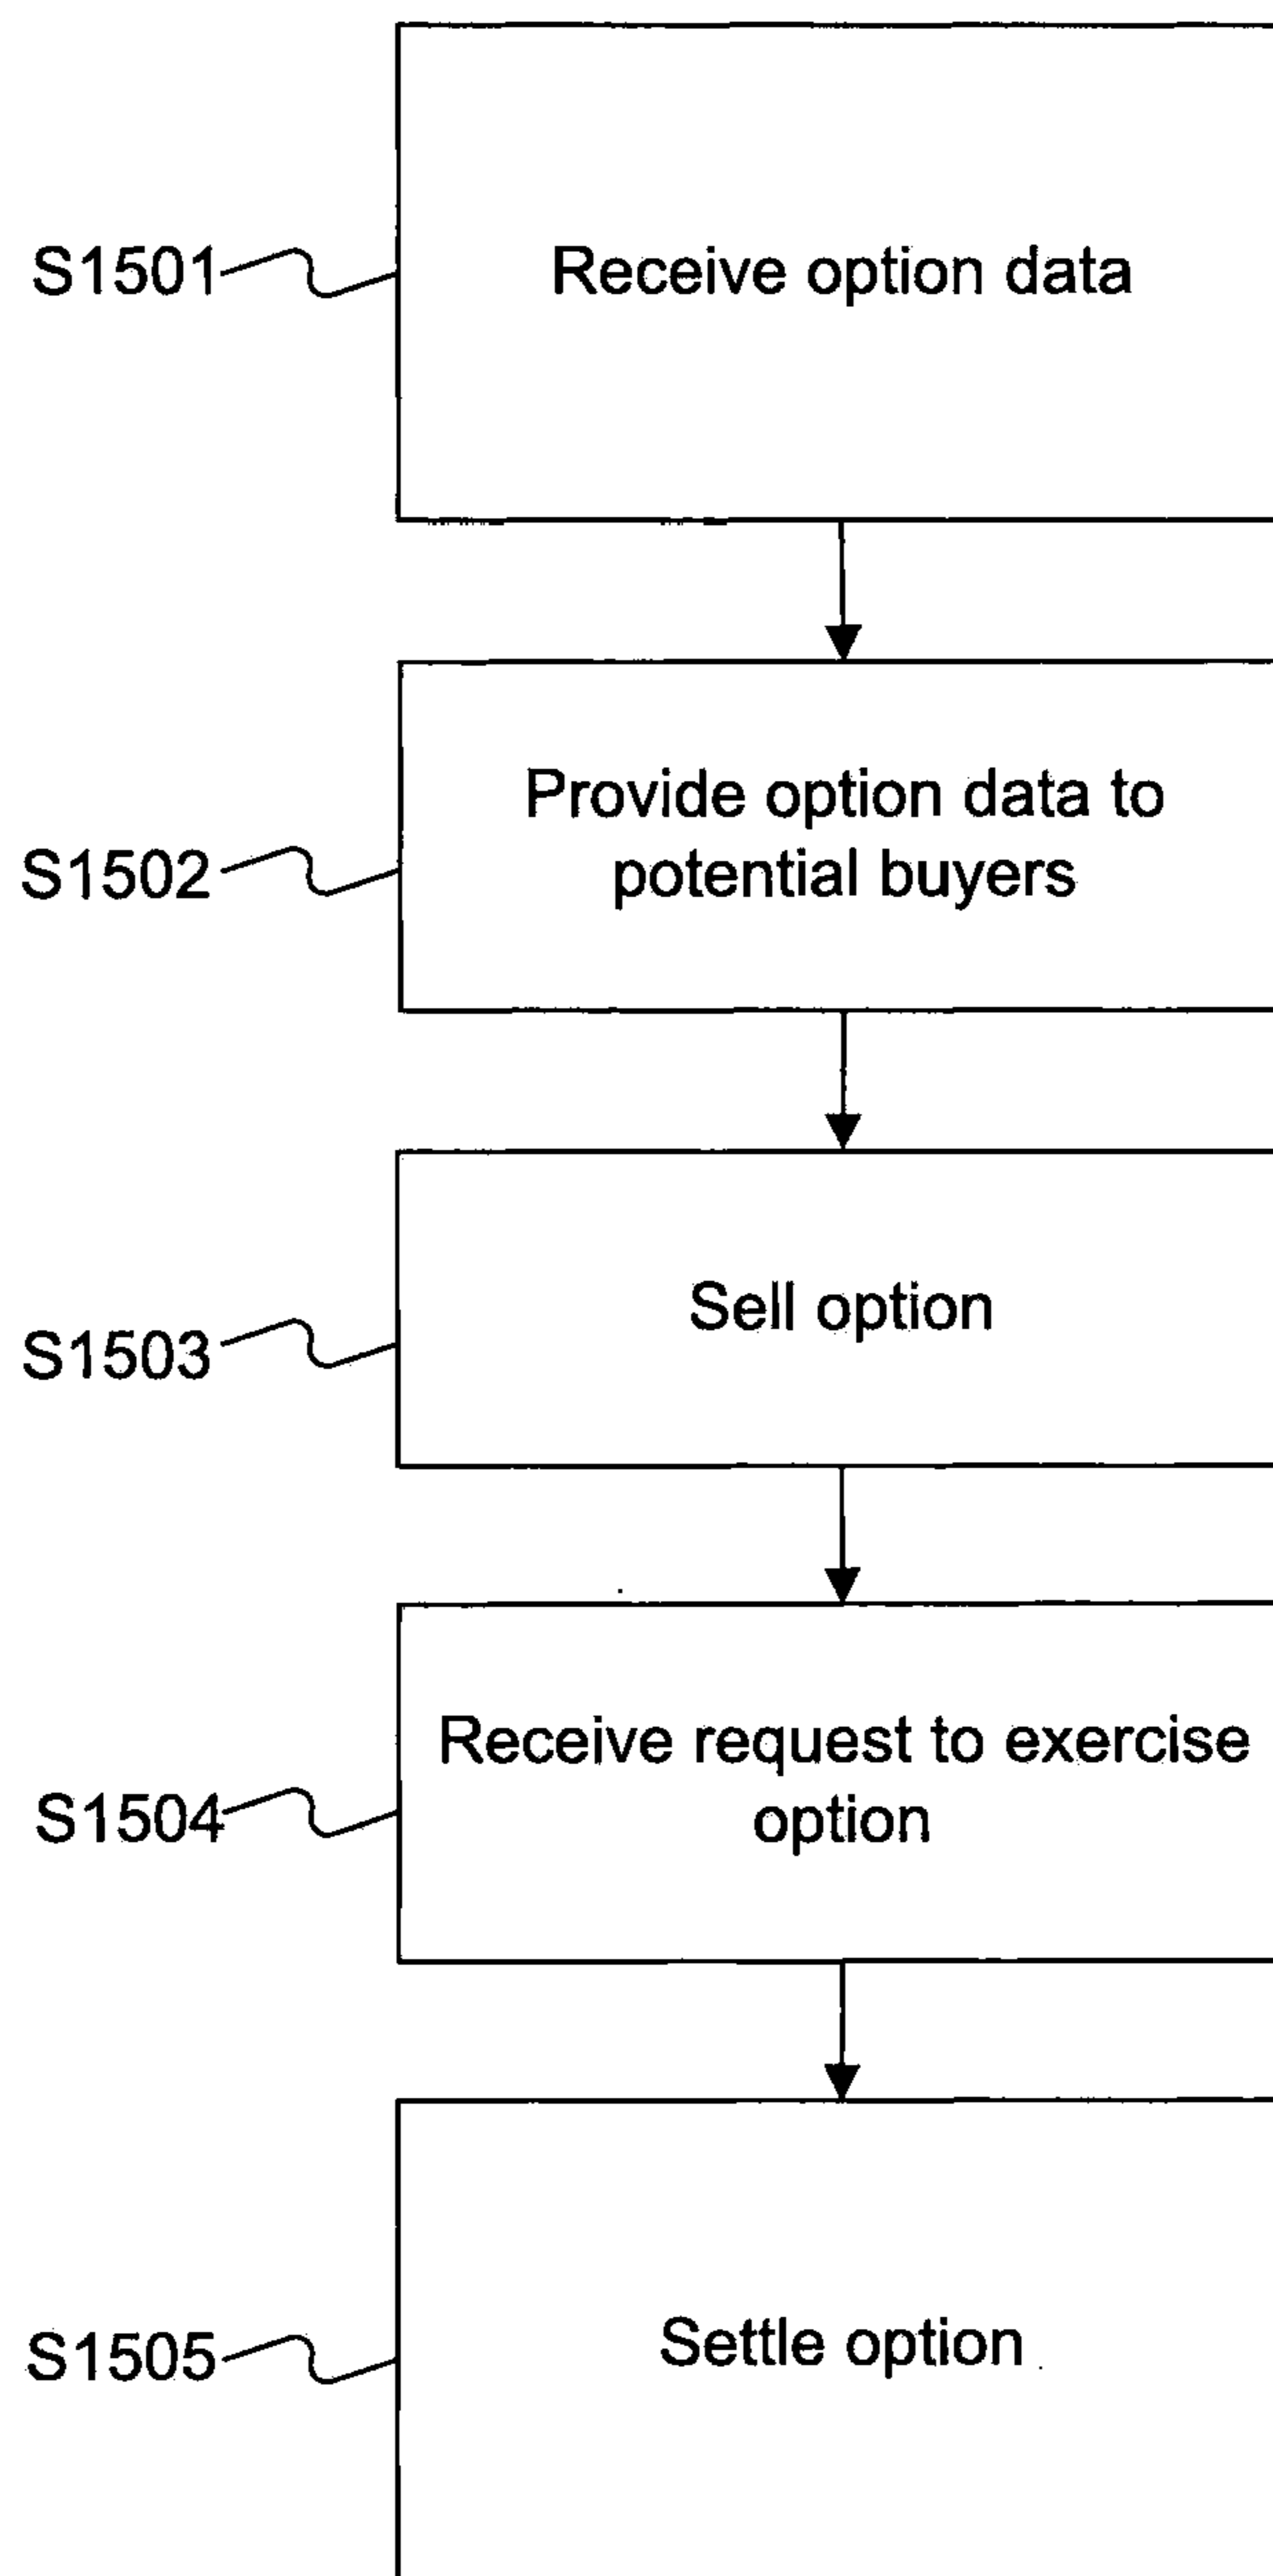 S1501
Receive option data
S1502
Provide option data to
potential buyers
S1503
Sell option
S1504
Receive request to exercise
option
S1505
Settle option